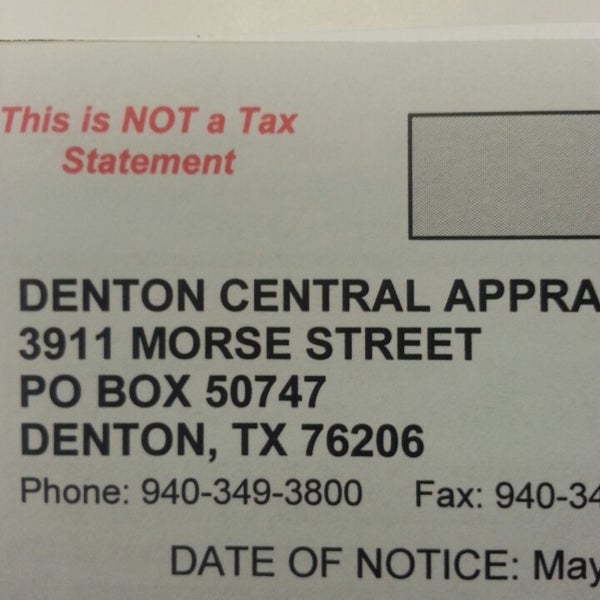 This is NOT a Tax
Statement
DENTON CENTRAL APPRA
3911 MORSE STREET
PO BOX 50747
DENTON, TX 76206
Phone: 940-349-3800 Fax: 940-34
DATE OF NOTICE: May